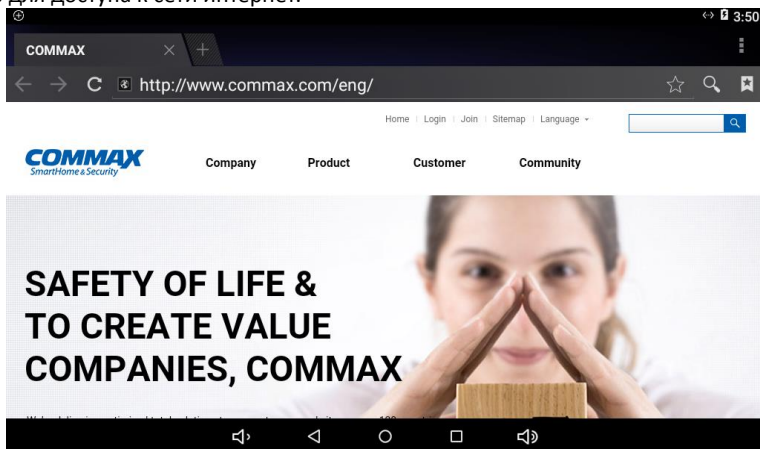 для доступа к сети интернет.
3:50
COMMAX
http://www.commax.com/eng/
Home | Login | Join | Sitemap | Language
COMMAX
SmartHome & Security
Company Product Customer Community
SAFETY OF LIFE &
TO CREATE VALUE
COMPANIES, COMMAX